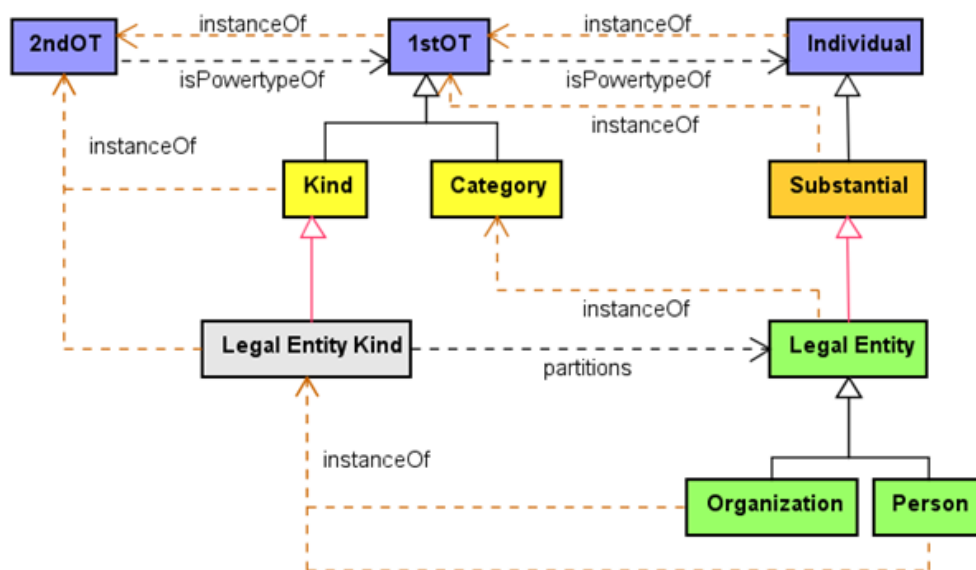 instanceOf
instanceOf
2ndOT
1stOT
Individual
isPowertypeOf
isPowertypeOf
instanceOf
instanceOf
Kind
Category
Substantial
instanceOf
Legal Entity Kind
Legal Entity
partitions
instanceOf
Organization
Person